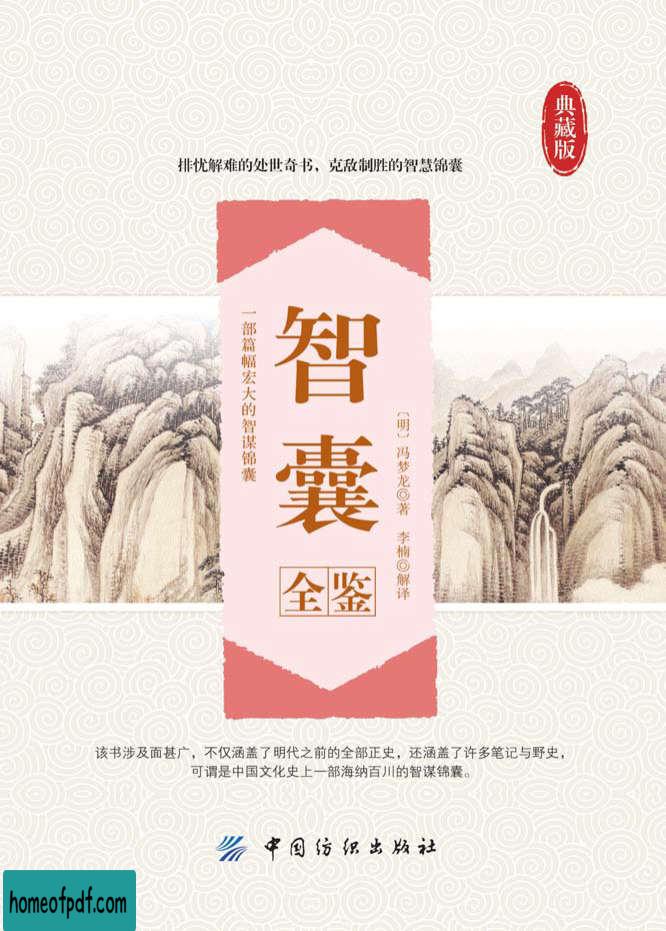 典藏版
排忧解难的处世奇书，克敌制胜的智慧锦囊
智囊
全鉴
一部篇幅宏大的智谋锦囊
〔明〕冯梦龙◎著 李楠◎解译
该书涉及面甚广，不仅涵盖了明代之前的全部正史，还涵盖了许多笔记与野史，
可谓是中国文化史上一部海纳百川的智谋锦囊。
中国纺织出版社
homeofpdf.com